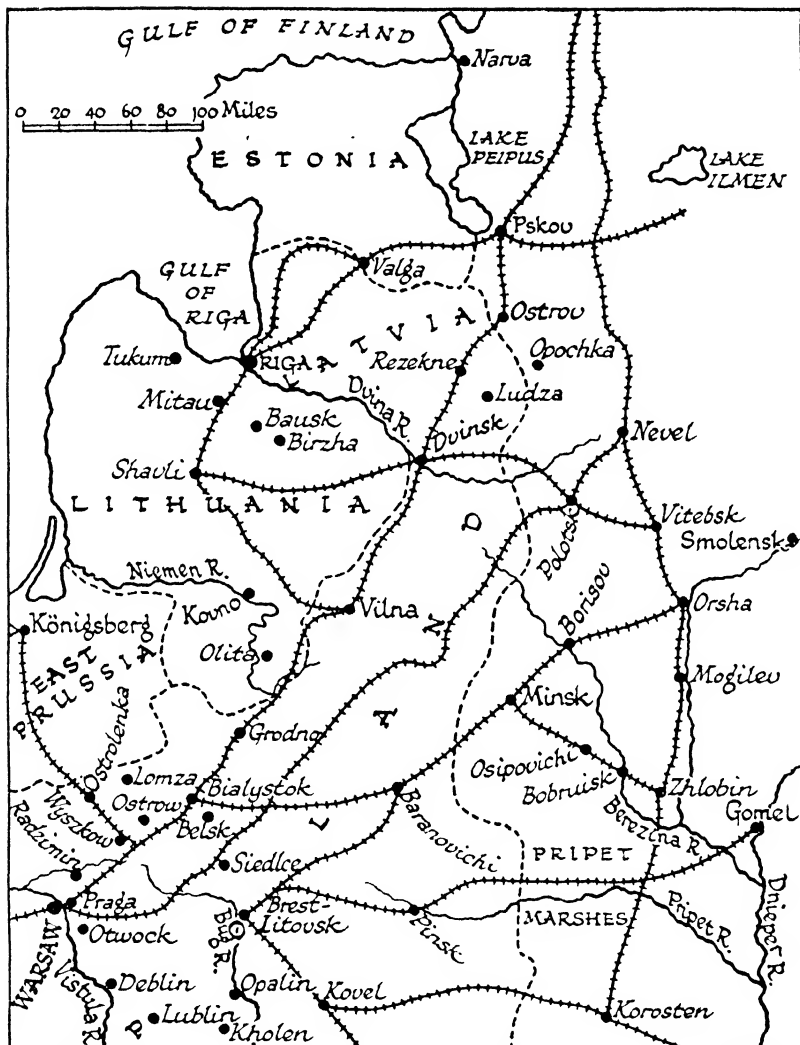 GULF OF FINLAND
Narva
0 20 40 60 80 100 Miles
ESTONIA
LAKE
PEIPUS
LAKE
ILMEN
Pskov
Valga
GULF
OF
RIGA
LATVIA
Ostrov
Tukum
RIGA
Rezekne
Opochka
Mitau
Dvina R.
Ludza
Bausk
Birzha
Dvinsk
Nevel
Shavli
LITHUANIA
Polotsk
Vitebsk
Smolensk
Niemen R.
Kovno
Vilna
Borisov
Orsha
Königsberg
EAST
PRUSSIA
Olita
Mogilev
Minsk
Grodno
Ostrolenka
Lomza
Osipovichi
Bobruisk
Zhlobin
Bialystok
Ostrow
Wyszkow
Belsk
Baranovichi
Berezina R.
Gomel
Radzimin
Siedlce
PRIPET
MARSHES
Praga
Brest-
Litovsk
Pinsk
Pripet R.
Dnieper R.
WARSAW
Otwock
Bug R.
Vistula R.
Deblin
Opalin
Kovel
Korosten
Lublin
Kholen
P
L
A
N
D